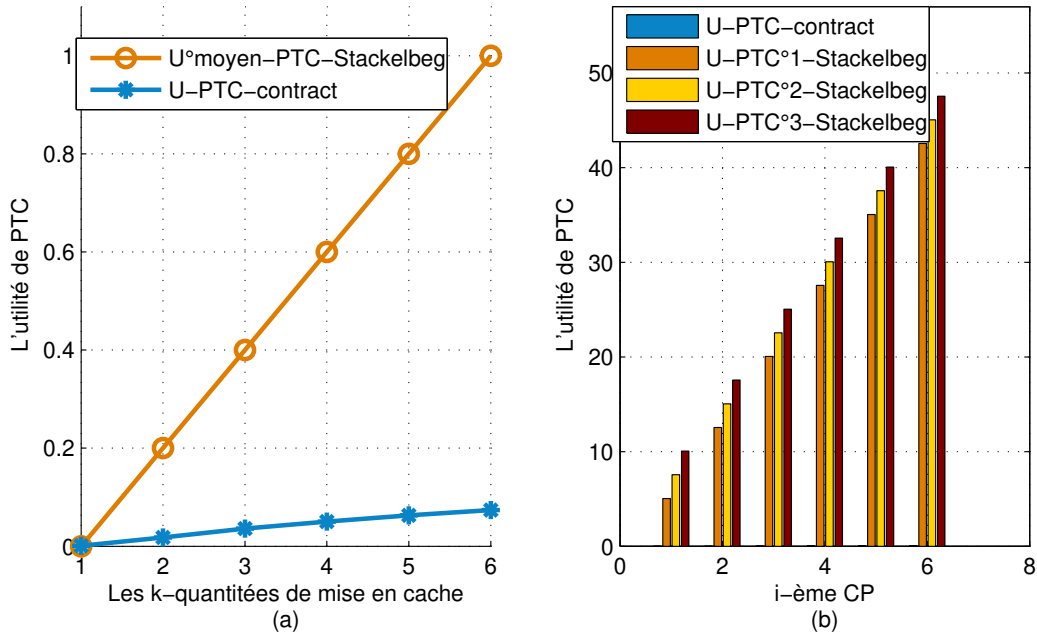 U°moyen−PTC−Stackelbeg
U−PTC−contract
1
0.8
0.6
0.4
0.2
0
1 2 3 4 5 6
L'utilité de PTC
Les k−quantitées de mise en cache
(a)
U−PTC−contract
U−PTC°1−Stackelbeg
U−PTC°2−Stackelbeg
U−PTC°3−Stackelbeg
50
40
30
20
10
0
0 2 4 6 8
L'utilité de PTC
i−ème CP
(b)